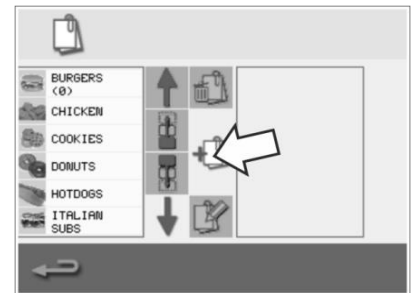 BURGERS
(0)
CHICKEN
COOKIES
DONUTS
HOTDOGS
ITALIAN
SUBS